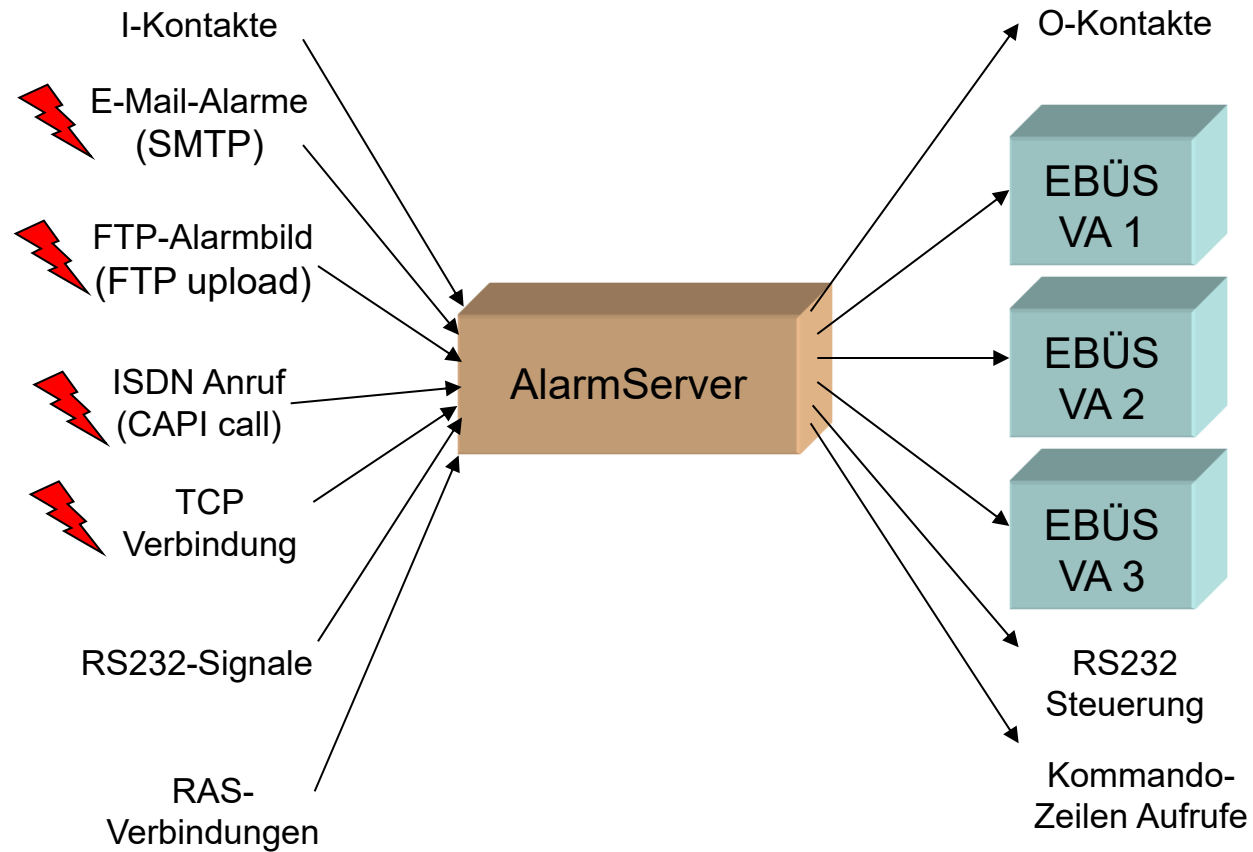 I-Kontakte
E-Mail-Alarme
(SMTP)
FTP-Alarmbild
(FTP upload)
ISDN Anruf
(CAPI call)
TCP
Verbindung
RS232-Signale
RAS-
Verbindungen
AlarmServer
O-Kontakte
EBÜS
VA 1
EBÜS
VA 2
EBÜS
VA 3
RS232
Steuerung
Kommando-
Zeilen Aufrufe